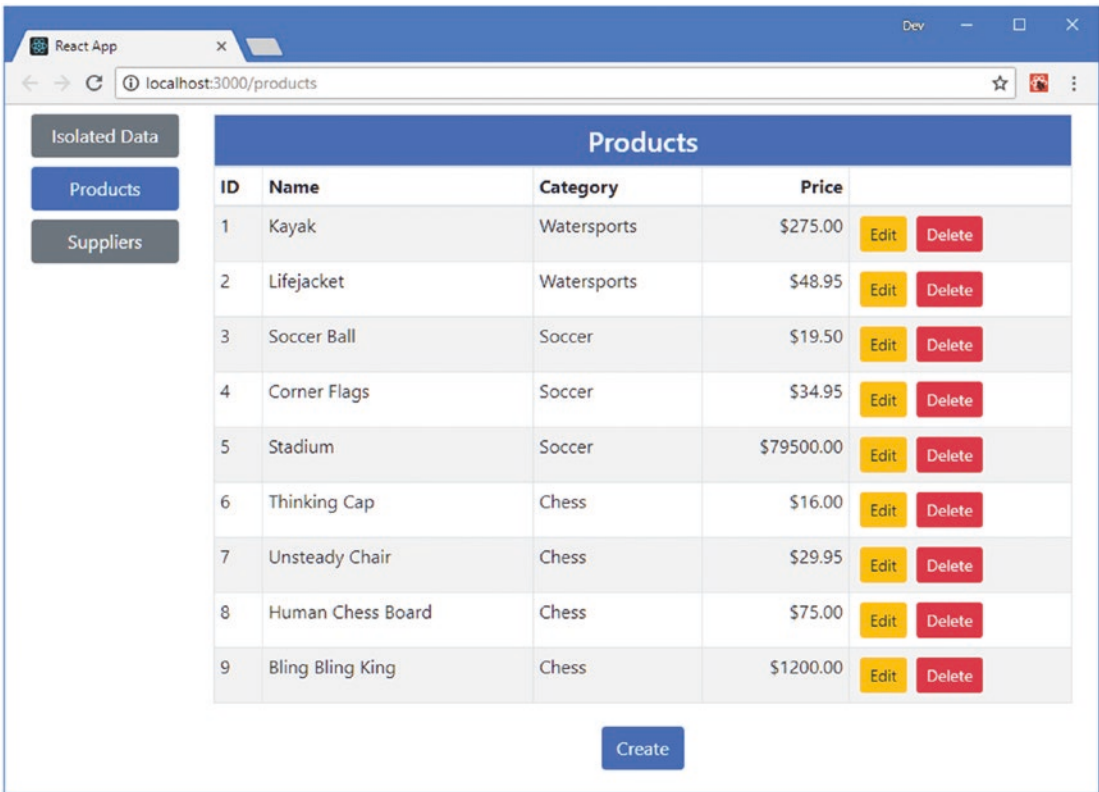 Dev
React App
localhost:3000/products
Isolated Data
Products
Suppliers
Products
ID Name Category Price
1 Kayak Watersports $275.00 Edit Delete
2 Lifejacket Watersports $48.95 Edit Delete
3 Soccer Ball Soccer $19.50 Edit Delete
4 Corner Flags Soccer $34.95 Edit Delete
5 Stadium Soccer $79500.00 Edit Delete
6 Thinking Cap Chess $16.00 Edit Delete
7 Unsteady Chair Chess $29.95 Edit Delete
8 Human Chess Board Chess $75.00 Edit Delete
9 Bling Bling King Chess $1200.00 Edit Delete
Create